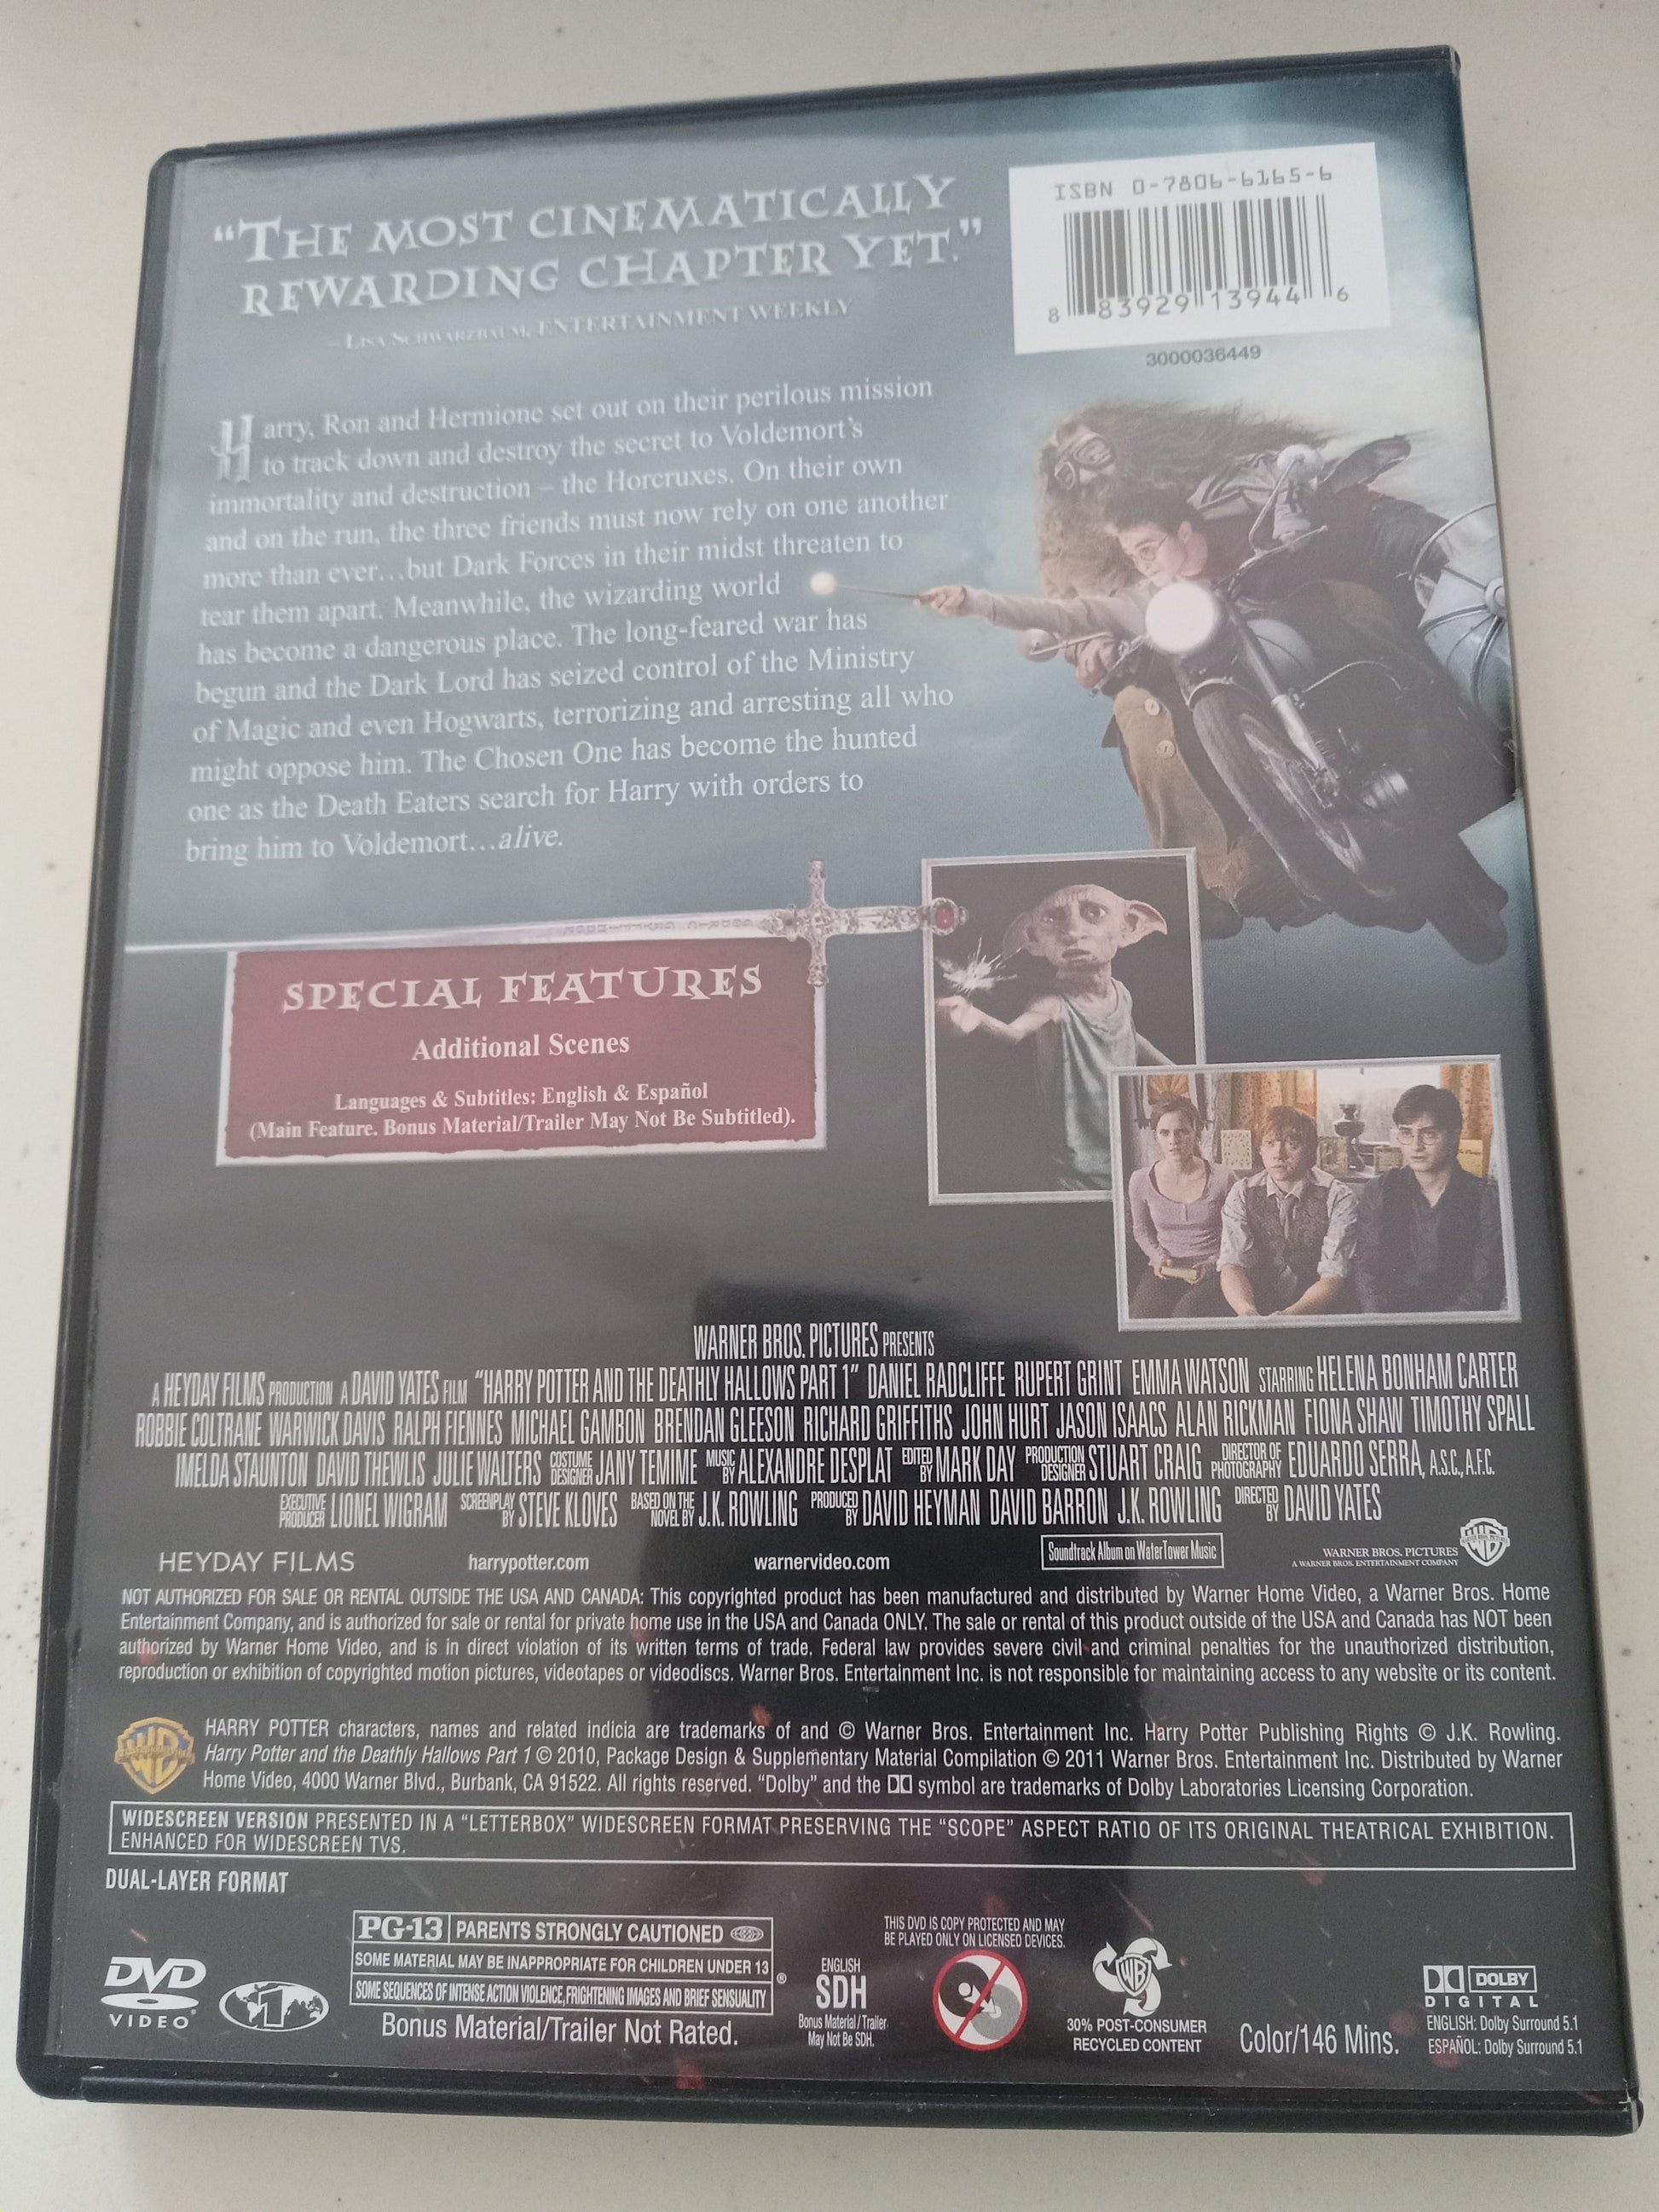 “THE MOST CINEMATICALLY
REWARDING CHAPTER YET.”
– LISA SCHWARZBAUM, ENTERTAINMENT WEEKLY
ISBN 0-7806-6165-6
8 83929 13944 6
3000036449
Harry, Ron and Hermione set out on their perilous mission
to track down and destroy the secret to Voldemort’s
immortality and destruction – the Horcruxes. On their own
and on the run, the three friends must now rely on one another
more than ever…but Dark Forces in their midst threaten to
tear them apart. Meanwhile, the wizarding world
has become a dangerous place. The long-feared war has
begun and the Dark Lord has seized control of the Ministry
of Magic and even Hogwarts, terrorizing and arresting all who
might oppose him. The Chosen One has become the hunted
one as the Death Eaters search for Harry with orders to
bring him to Voldemort…alive.
SPECIAL FEATURES
Additional Scenes
Languages & Subtitles: English & Español
(Main Feature. Bonus Material/Trailer May Not Be Subtitled).
WARNER BROS. PICTURES PRESENTS
A HEYDAY FILMS PRODUCTION A DAVID YATES FILM “HARRY POTTER AND THE DEATHLY HALLOWS PART 1” DANIEL RADCLIFFE RUPERT GRINT EMMA WATSON STARRING HELENA BONHAM CARTER
ROBBIE COLTRANE WARWICK DAVIS RALPH FIENNES MICHAEL GAMBON BRENDAN GLEESON RICHARD GRIFFITHS JOHN HURT JASON ISAACS ALAN RICKMAN FIONA SHAW TIMOTHY SPALL
IMELDA STAUNTON DAVID THEWLIS JULIE WALTERS COSTUME DESIGNER JANY TEMIME MUSIC BY ALEXANDRE DESPLAT EDITED BY MARK DAY PRODUCTION DESIGNER STUART CRAIG DIRECTOR OF PHOTOGRAPHY EDUARDO SERRA, A.S.C., A.F.C.
EXECUTIVE PRODUCER LIONEL WIGRAM SCREENPLAY BY STEVE KLOVES BASED ON THE NOVEL BY J.K. ROWLING PRODUCED BY DAVID HEYMAN DAVID BARRON J.K. ROWLING DIRECTED BY DAVID YATES
HEYDAY FILMS harrypotter.com warnervideo.com Soundtrack Album on WaterTower Music WARNER BROS. PICTURES
A WARNER BROS. ENTERTAINMENT COMPANY
NOT AUTHORIZED FOR SALE OR RENTAL OUTSIDE THE USA AND CANADA: This copyrighted product has been manufactured and distributed by Warner Home Video, a Warner Bros. Home
Entertainment Company, and is authorized for sale or rental for private home use in the USA and Canada ONLY. The sale or rental of this product outside of the USA and Canada has NOT been
authorized by Warner Home Video, and is in direct violation of its written terms of trade. Federal law provides severe civil and criminal penalties for the unauthorized distribution,
reproduction or exhibition of copyrighted motion pictures, videotapes or videodiscs. Warner Bros. Entertainment Inc. is not responsible for maintaining access to any website or its content.
HARRY POTTER characters, names and related indicia are trademarks of and © Warner Bros. Entertainment Inc. Harry Potter Publishing Rights © J.K. Rowling.
Harry Potter and the Deathly Hallows Part 1 © 2010, Package Design & Supplementary Material Compilation © 2011 Warner Bros. Entertainment Inc. Distributed by Warner
Home Video, 4000 Warner Blvd., Burbank, CA 91522. All rights reserved. “Dolby” and the DD symbol are trademarks of Dolby Laboratories Licensing Corporation.
WIDESCREEN VERSION PRESENTED IN A “LETTERBOX” WIDESCREEN FORMAT PRESERVING THE “SCOPE” ASPECT RATIO OF ITS ORIGINAL THEATRICAL EXHIBITION.
ENHANCED FOR WIDESCREEN TVS.
DUAL-LAYER FORMAT
DVD
VIDEO
1
PG-13 PARENTS STRONGLY CAUTIONED
SOME MATERIAL MAY BE INAPPROPRIATE FOR CHILDREN UNDER 13
SOME SEQUENCES OF INTENSE ACTION VIOLENCE, FRIGHTENING IMAGES AND BRIEF SENSUALITY ®
Bonus Material/Trailer Not Rated.
ENGLISH
SDH
Bonus Material/Trailer
May Not Be SDH.
THIS DVD IS COPY PROTECTED AND MAY
BE PLAYED ONLY ON LICENSED DEVICES.
WB
30% POST-CONSUMER
RECYCLED CONTENT
Color/146 Mins.
DOLBY
DIGITAL
ENGLISH: Dolby Surround 5.1
ESPAÑOL: Dolby Surround 5.1